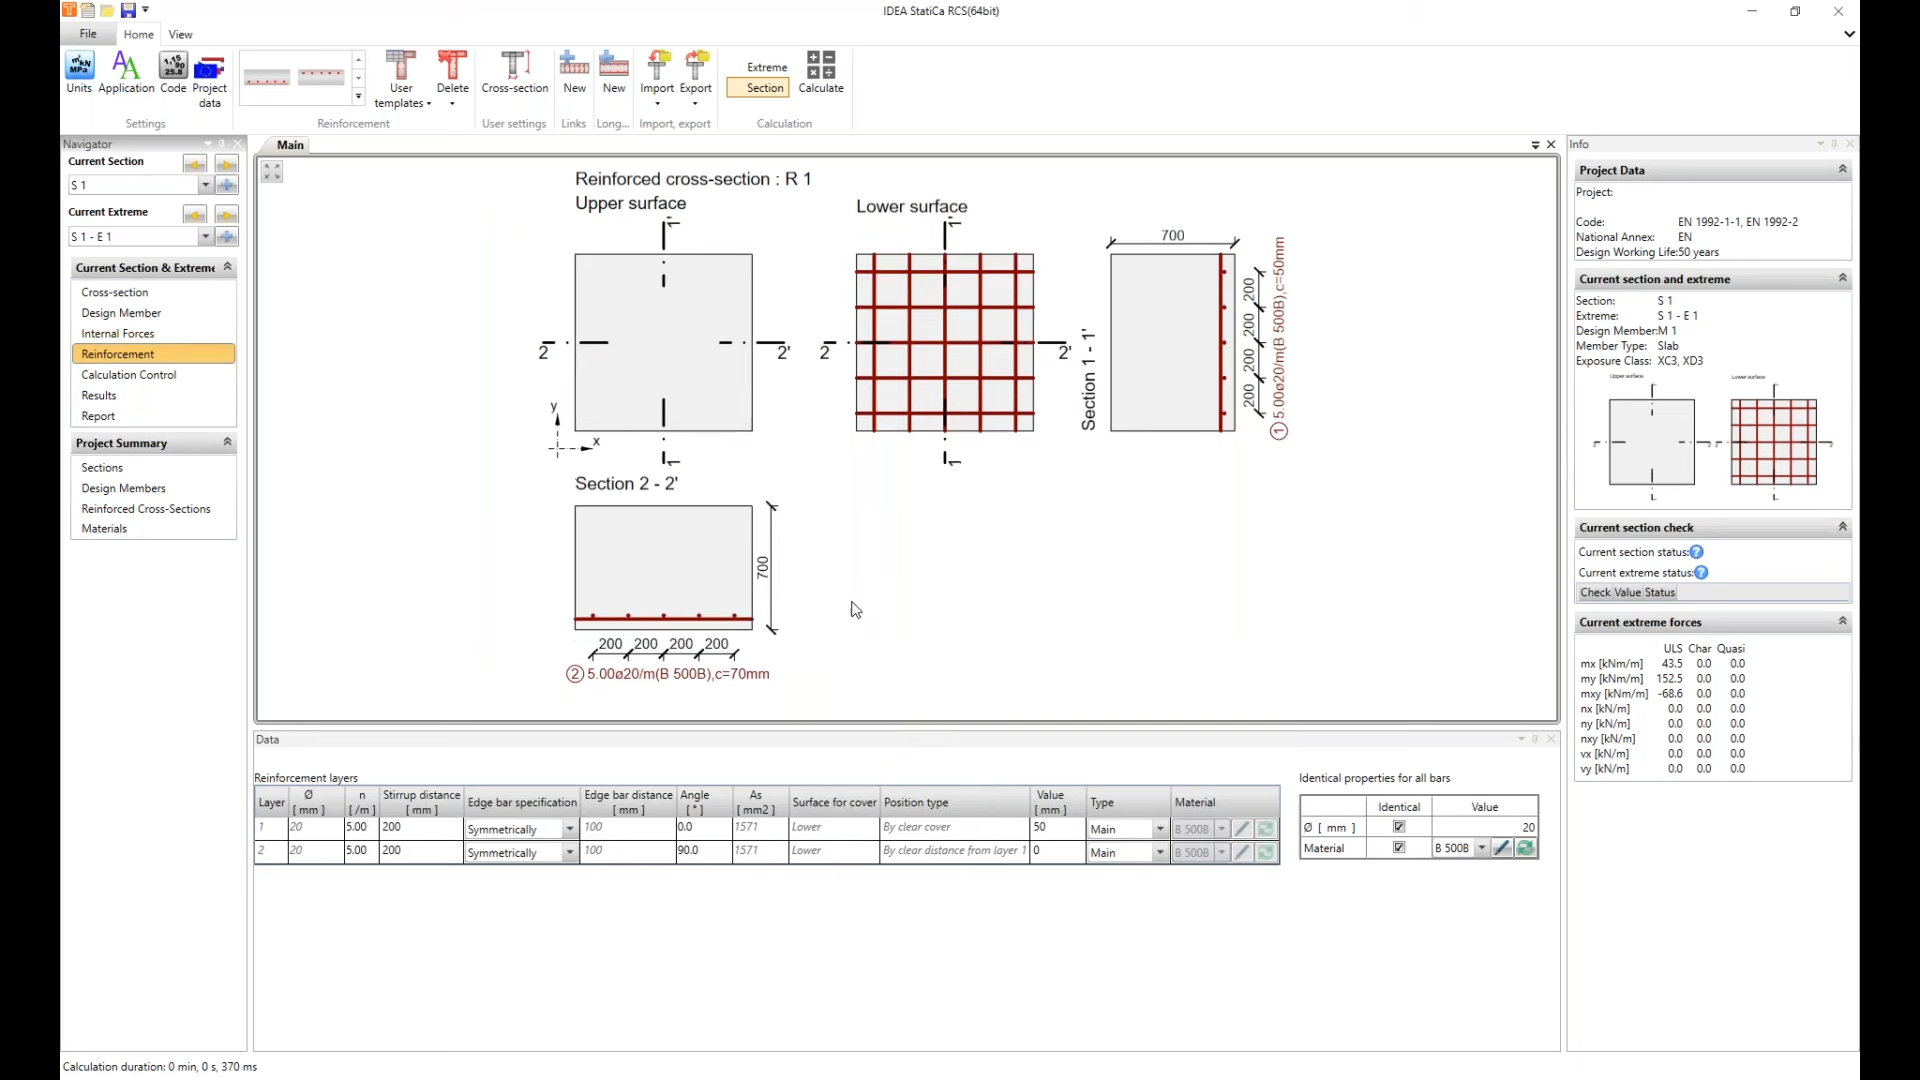 IDEA StatiCa RCS(64bit)
File Home View
Units Application Code Project data
Settings
User templates Delete
Reinforcement
Cross-section
User settings
New
Links
New
Long...
Import Export
Import, export
Extreme
Section
Calculate
Calculation
Navigator
Current Section
S 1
Current Extreme
S 1 - E 1
Current Section & Extreme
Cross-section
Design Member
Internal Forces
Reinforcement
Calculation Control
Results
Report
Project Summary
Sections
Design Members
Reinforced Cross-Sections
Materials
Main
Reinforced cross-section : R 1
Upper surface
Lower surface
1
1
2 2'
2 2'
1
1
y
x
700
200 200 200 200
① 5.00ø20/m(B 500B),c=50mm
Section 1 - 1'
Section 2 - 2'
700
200 200 200 200
② 5.00ø20/m(B 500B),c=70mm
Data
Reinforcement layers
Layer Ø [ mm ] n [ /m ] Stirrup distance [ mm ] Edge bar specification Edge bar distance [ mm ] Angle [ ° ] As [ mm2 ] Surface for cover Position type Value [ mm ] Type Material
1 20 5.00 200 Symmetrically 100 0.0 1571 Lower By clear cover 50 Main B 500B
2 20 5.00 200 Symmetrically 100 90.0 1571 Lower By clear distance from layer 1 0 Main B 500B
Identical properties for all bars
Identical Value
Ø [ mm ] 20
Material B 500B
Info
Project Data
Project:
Code: EN 1992-1-1, EN 1992-2
National Annex: EN
Design Working Life:50 years
Current section and extreme
Section: S 1
Extreme: S 1 - E 1
Design Member:M 1
Member Type: Slab
Exposure Class: XC3, XD3
Upper surface Lower surface
Current section check
Current section status:
Current extreme status:
Check Value Status
Current extreme forces
ULS Char Quasi
mx [kNm/m] 43.5 0.0 0.0
my [kNm/m] 152.5 0.0 0.0
mxy [kNm/m] -68.6 0.0 0.0
nx [kN/m] 0.0 0.0 0.0
ny [kN/m] 0.0 0.0 0.0
nxy [kN/m] 0.0 0.0 0.0
vx [kN/m] 0.0 0.0 0.0
vy [kN/m] 0.0 0.0 0.0
Calculation duration: 0 min, 0 s, 370 ms